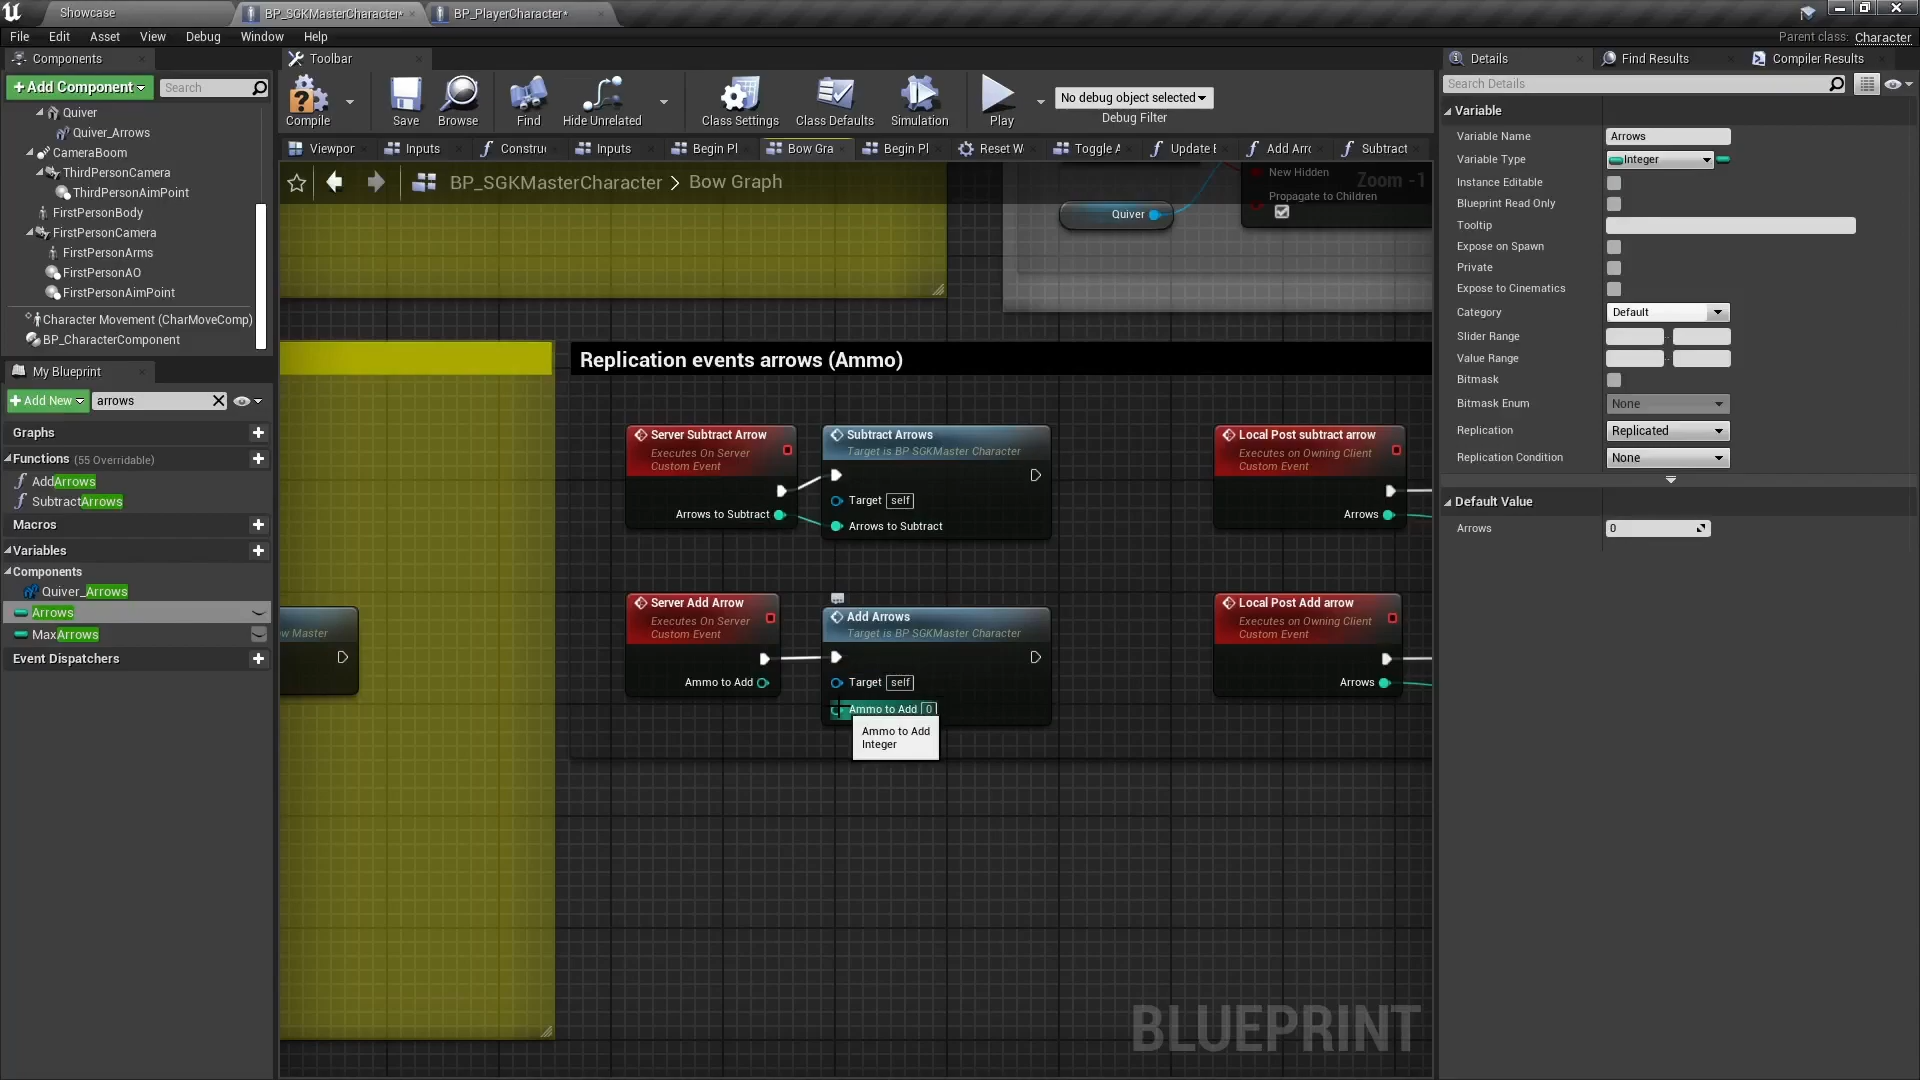 Showcase
BP_SGKMasterCharacter*
BP_PlayerCharacter*
File Edit Asset View Debug Window Help
Parent class: Character
Components
+Add Component
Search
Quiver
Quiver_Arrows
CameraBoom
ThirdPersonCamera
ThirdPersonAimPoint
FirstPersonBody
FirstPersonCamera
FirstPersonArms
FirstPersonAO
FirstPersonAimPoint
Character Movement (CharMoveComp)
BP_CharacterComponent
My Blueprint
+Add New
arrows
Graphs
Functions (55 Overridable)
AddArrows
SubtractArrows
Macros
Variables
Components
Quiver_Arrows
Arrows
MaxArrows
Event Dispatchers
Toolbar
Compile
Save
Browse
Find
Hide Unrelated
Class Settings
Class Defaults
Simulation
Play
No debug object selected
Debug Filter
Viewpor
Inputs
Constru
Inputs
Begin Pl
Bow Gra
Begin Pl
Reset W
Toggle A
Update E
Add Arro
Subtract
BP_SGKMasterCharacter > Bow Graph
Zoom -1
New Hidden
Propagate to Children
Quiver
Replication events arrows (Ammo)
Server Subtract Arrow
Executes On Server
Custom Event
Arrows to Subtract
Subtract Arrows
Target is BP SGKMaster Character
Target self
Arrows to Subtract
Local Post subtract arrow
Executes on Owning Client
Custom Event
Arrows
Server Add Arrow
Executes On Server
Custom Event
Ammo to Add
Add Arrows
Target is BP SGKMaster Character
Target self
Ammo to Add 0
Ammo to Add
Integer
Local Post Add arrow
Executes on Owning Client
Custom Event
Arrows
ow Master
BLUEPRINT
Details
Find Results
Compiler Results
Search Details
Variable
Variable Name Arrows
Variable Type Integer
Instance Editable
Blueprint Read Only
Tooltip
Expose on Spawn
Private
Expose to Cinematics
Category Default
Slider Range
Value Range
Bitmask
Bitmask Enum None
Replication Replicated
Replication Condition None
Default Value
Arrows 0